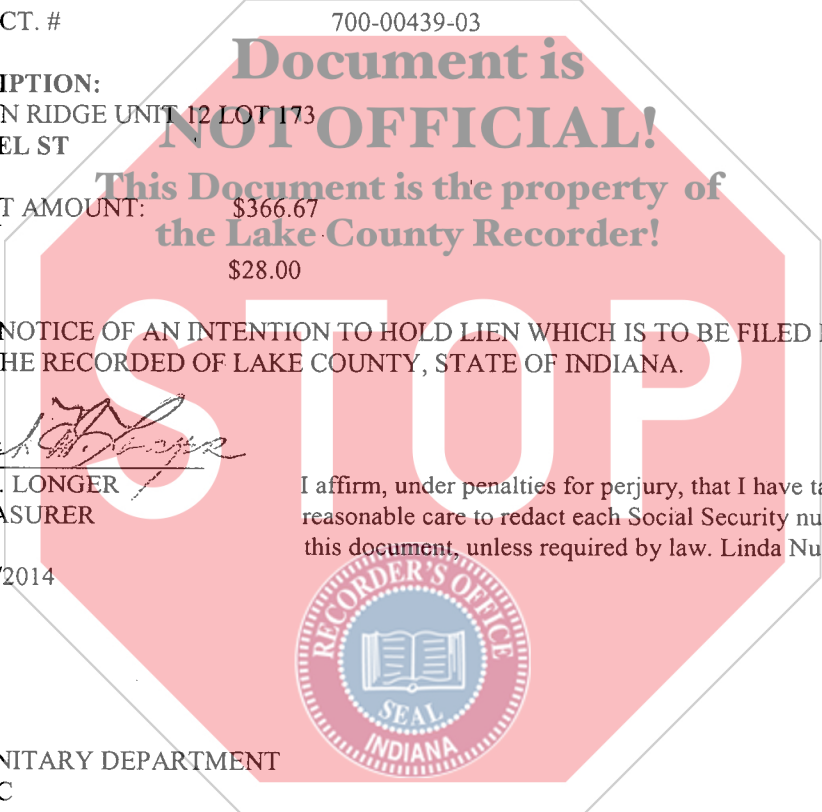 CT. # 700-00439-03
Document is
IPTION:
N RIDGE UNIT 12 LOT 173
NOT OFFICIAL!
EL ST
This Document is the property of
T AMOUNT: $366.67
the Lake County Recorder!
$28.00
STOP
NOTICE OF AN INTENTION TO HOLD LIEN WHICH IS TO BE FILED
HE RECORDED OF LAKE COUNTY, STATE OF INDIANA.
. LONGER
ASURER
I affirm, under penalties for perjury, that I have ta
reasonable care to redact each Social Security nu
this document, unless required by law. Linda Nu
/2014
RECORDER'S OFFICE
SEAL
INDIANA
NITARY DEPARTMENT
C